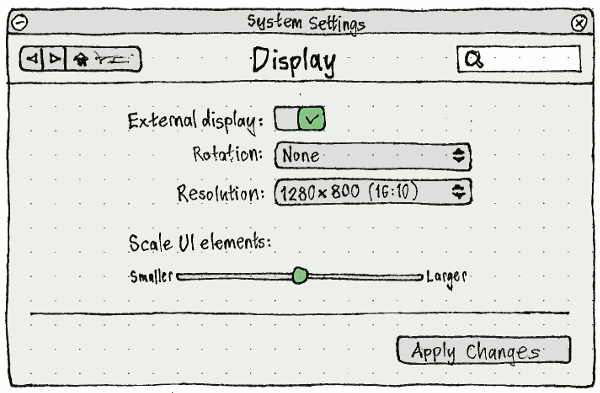 System Settings
Display
External display:
Rotation: None
Resolution: 1280×800 (16:10)
Scale UI elements:
Smaller Larger
Apply Changes